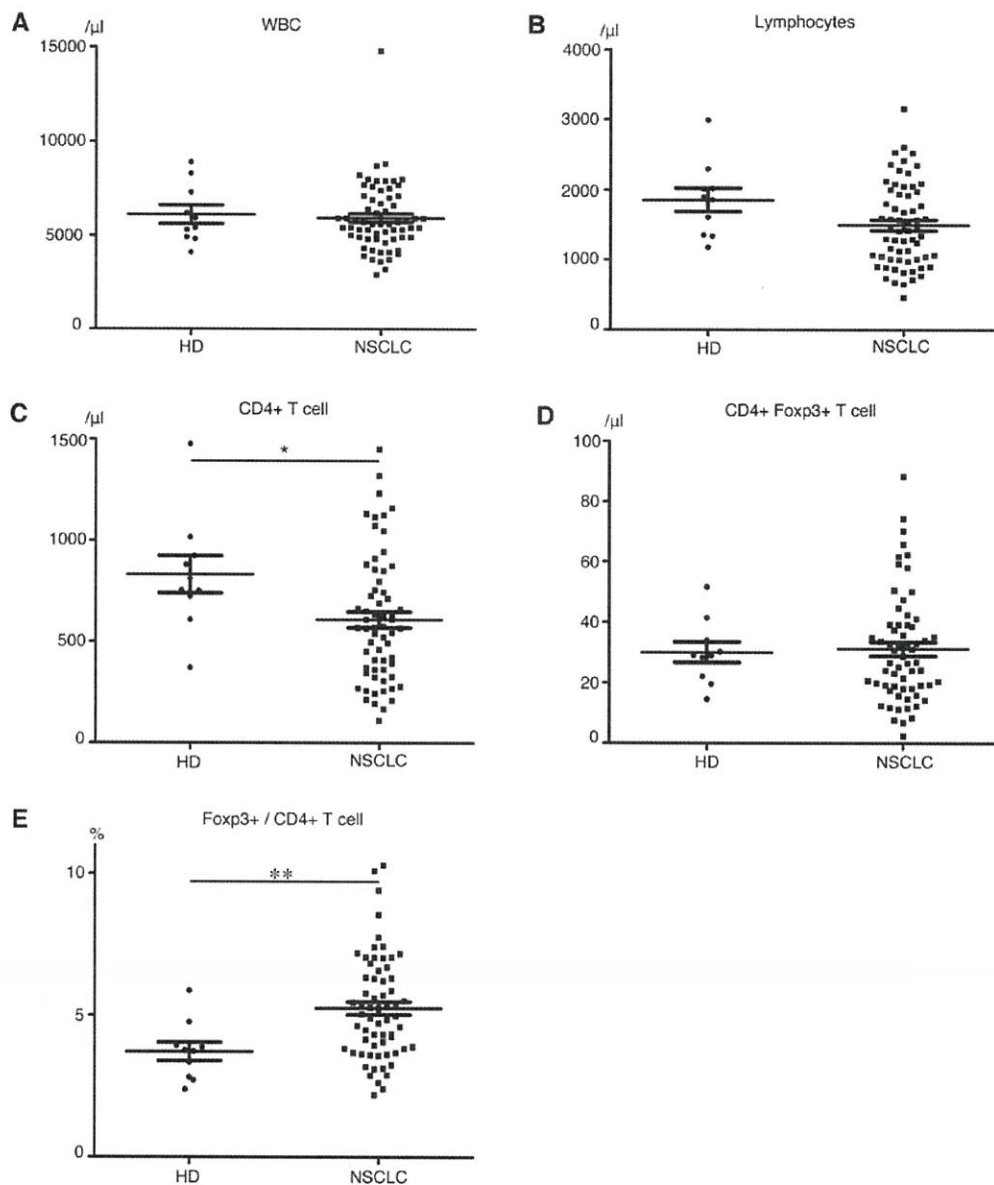 A
WBC
/µl
15000
10000
5000
0
HD
NSCLC
B
Lymphocytes
/µl
4000
3000
2000
1000
0
HD
NSCLC
C
CD4+ T cell
/µl
1500
1000
500
0
*
HD
NSCLC
D
CD4+ Foxp3+ T cell
/µl
100
80
60
40
20
0
HD
NSCLC
E
Foxp3+ / CD4+ T cell
%
10
5
0
**
HD
NSCLC